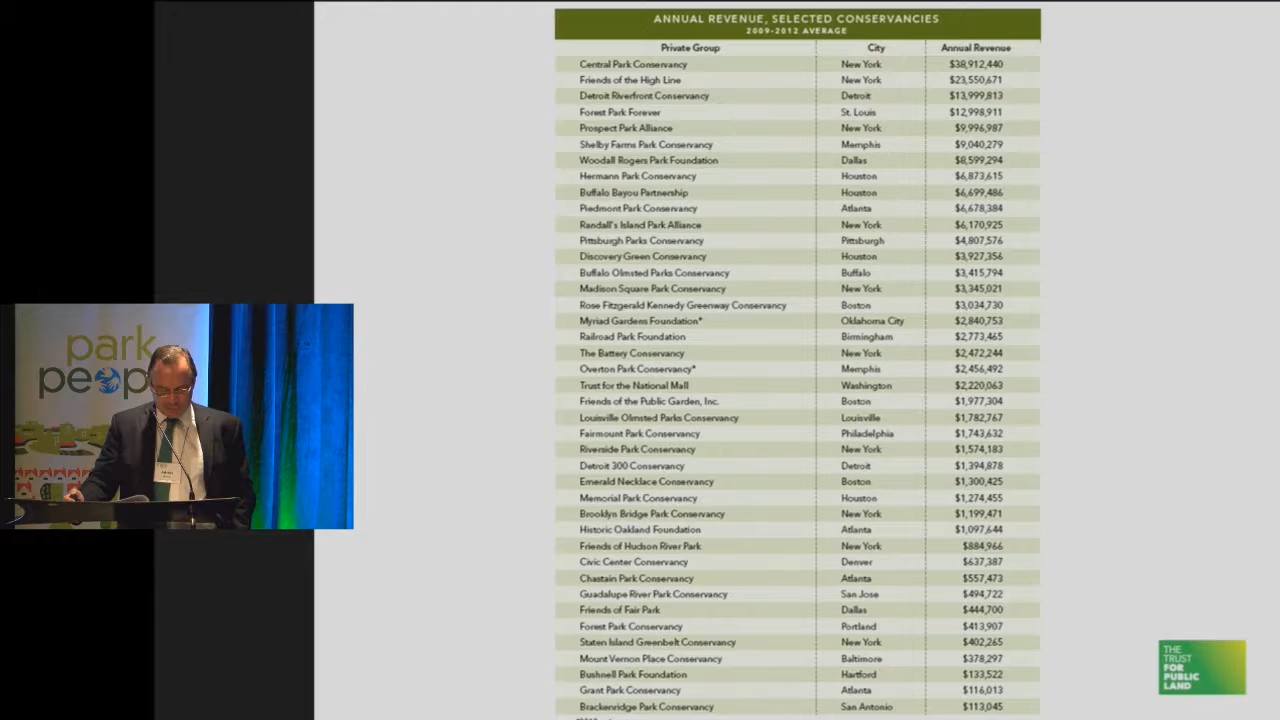 ANNUAL REVENUE, SELECTED CONSERVANCIES
2009-2012 AVERAGE
Private Group City Annual Revenue
Central Park Conservancy New York $38,912,440
Friends of the High Line New York $23,550,671
Detroit Riverfront Conservancy Detroit $13,999,813
Forest Park Forever St. Louis $12,998,911
Prospect Park Alliance New York $9,996,987
Shelby Farms Park Conservancy Memphis $9,040,279
Woodall Rogers Park Foundation Dallas $8,599,294
Hermann Park Conservancy Houston $6,873,615
Buffalo Bayou Partnership Houston $6,699,486
Piedmont Park Conservancy Atlanta $6,678,384
Randall's Island Park Alliance New York $6,170,925
Pittsburgh Parks Conservancy Pittsburgh $4,807,576
Discovery Green Conservancy Houston $3,927,356
Buffalo Olmsted Parks Conservancy Buffalo $3,415,794
Madison Square Park Conservancy New York $3,345,021
Rose Fitzgerald Kennedy Greenway Conservancy Boston $3,034,730
Myriad Gardens Foundation* Oklahoma City $2,840,753
Railroad Park Foundation Birmingham $2,773,465
The Battery Conservancy New York $2,472,244
Overton Park Conservancy* Memphis $2,456,492
Trust for the National Mall Washington $2,220,063
Friends of the Public Garden, Inc. Boston $1,977,304
Louisville Olmsted Parks Conservancy Louisville $1,782,767
Fairmount Park Conservancy Philadelphia $1,743,632
Riverside Park Conservancy New York $1,574,183
Detroit 300 Conservancy Detroit $1,394,878
Emerald Necklace Conservancy Boston $1,300,425
Memorial Park Conservancy Houston $1,274,455
Brooklyn Bridge Park Conservancy New York $1,199,471
Historic Oakland Foundation Atlanta $1,097,644
Friends of Hudson River Park New York $884,966
Civic Center Conservancy Denver $637,387
Chastain Park Conservancy Atlanta $557,473
Guadalupe River Park Conservancy San Jose $494,722
Friends of Fair Park Dallas $444,700
Forest Park Conservancy Portland $413,907
Staten Island Greenbelt Conservancy New York $402,265
Mount Vernon Place Conservancy Baltimore $378,297
Bushnell Park Foundation Hartford $133,522
Grant Park Conservancy Atlanta $116,013
Brackenridge Park Conservancy San Antonio $113,045
park
peop
THE
TRUST
FOR
PUBLIC
LAND